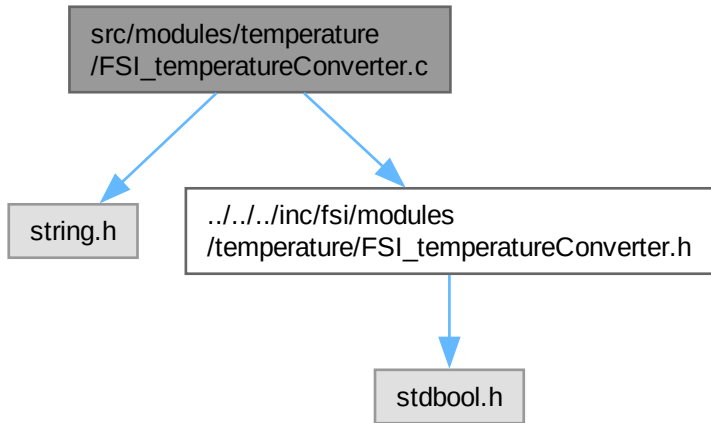 src/modules/temperature
/FSI_temperatureConverter.c
string.h
../../../inc/fsi/modules
/temperature/FSI_temperatureConverter.h
stdbool.h